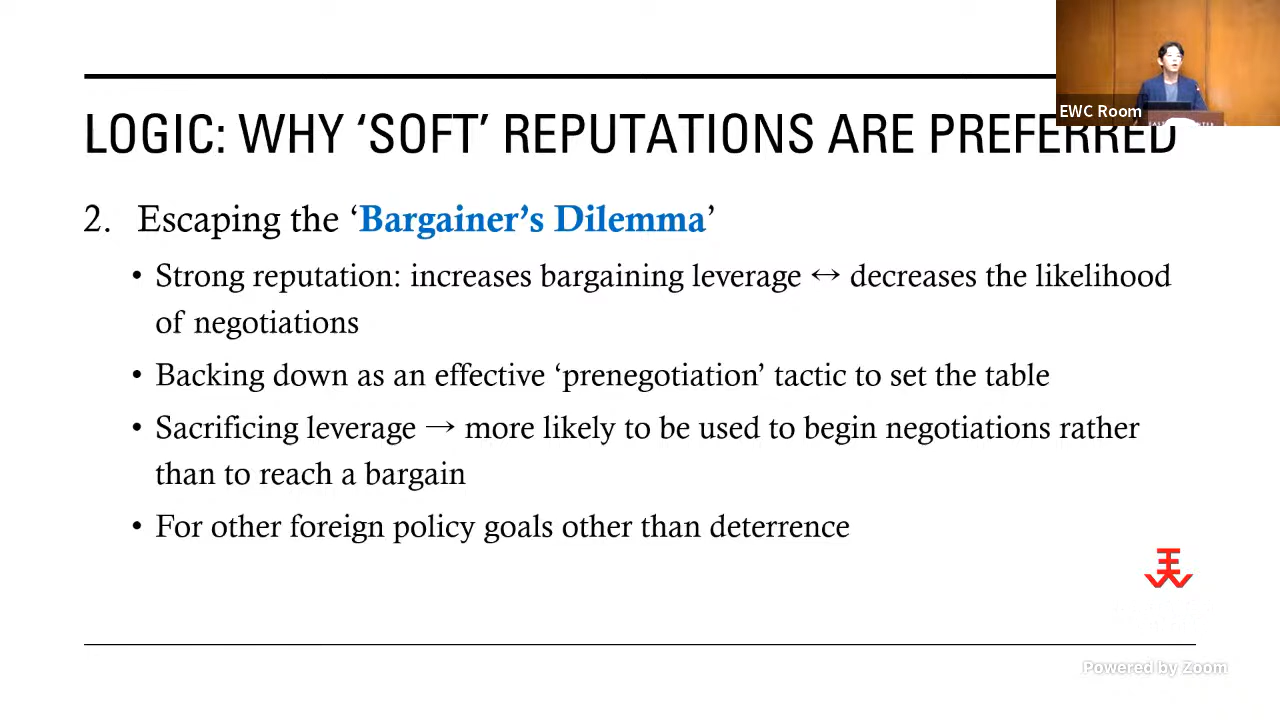 EWC Room
LOGIC: WHY ‘SOFT’ REPUTATIONS ARE PREFERRED
2. Escaping the ‘Bargainer’s Dilemma’
• Strong reputation: increases bargaining leverage ↔ decreases the likelihood
of negotiations
• Backing down as an effective ‘prenegotiation’ tactic to set the table
• Sacrificing leverage → more likely to be used to begin negotiations rather
than to reach a bargain
• For other foreign policy goals other than deterrence
Powered by Zoom